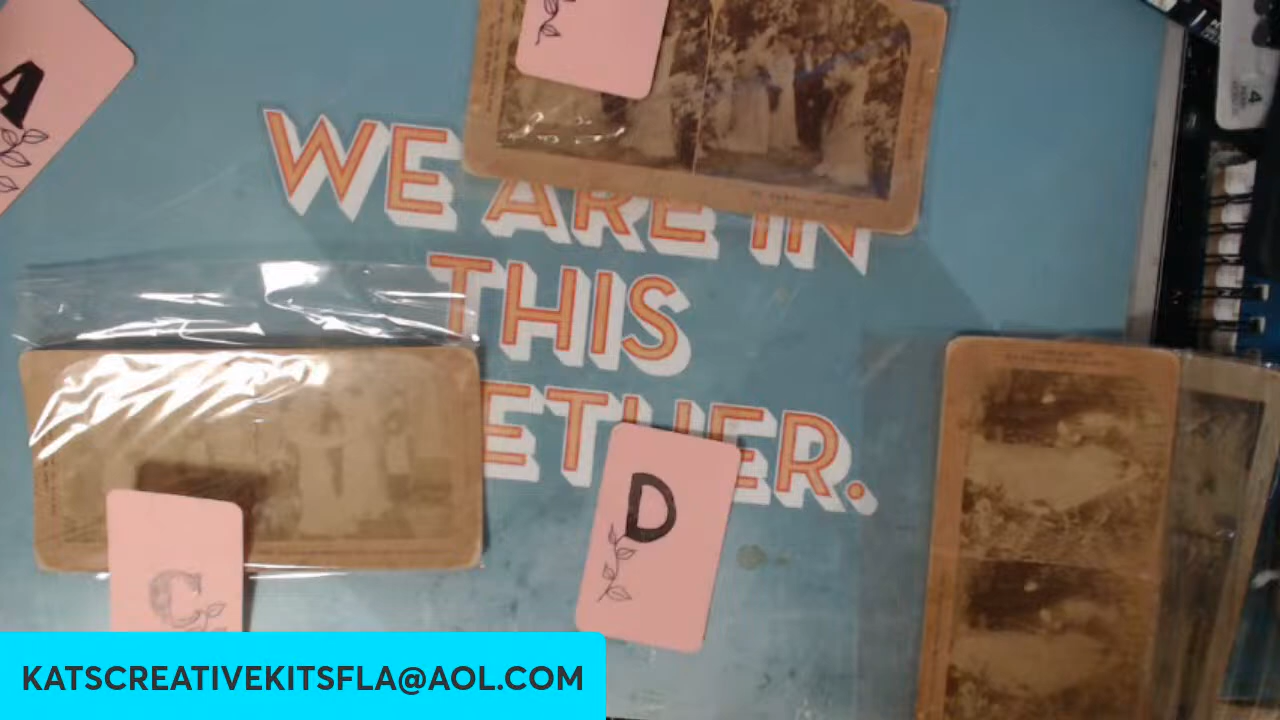 A
WE ARE IN
THIS
ETHER.
D
C
4
KATSCREATIVEKITSFLA@AOL.COM